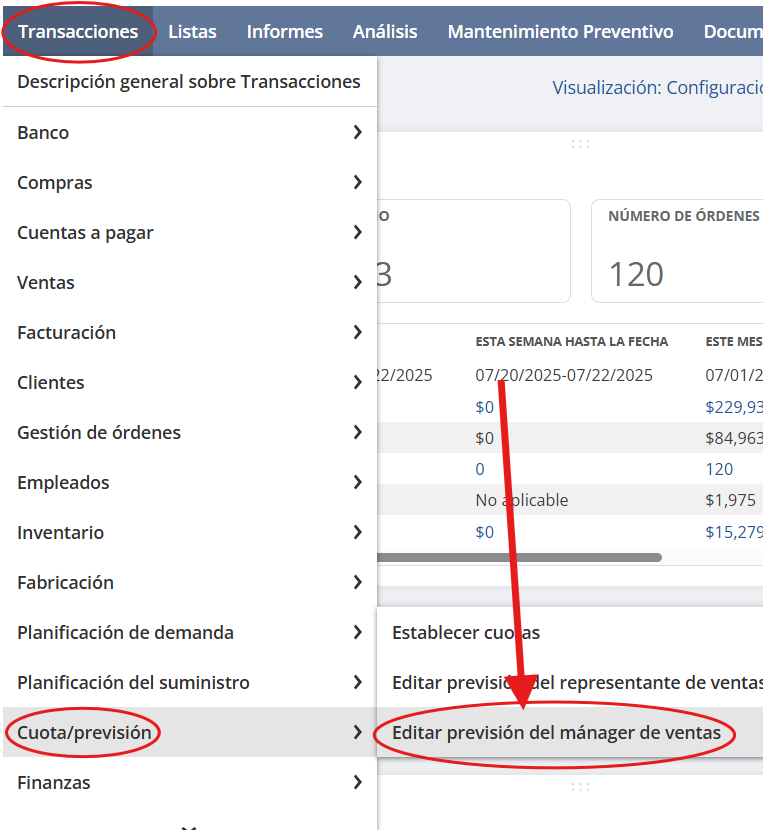 Transacciones Listas Informes Análisis Mantenimiento Preventivo
Descripción general sobre Transacciones
Visualización:
Banco
Compras
Cuentas a pagar
NÚMERO DE ÓRDENES
Ventas
3
120
Facturación
ESTA SEMANA HASTA LA FECHA ESTE MES
Clientes
22/2025 07/20/2025-07/22/2025 07/01/2
$0 $229,93
Gestión de órdenes
$0 $84,963
0 120
Empleados
No aplicable $1,975
Inventario
$0 $15,279
Fabricación
Planificación de demanda
Establecer cuotas
Planificación del suministro
Editar previsión del representante de ventas
Cuota/previsión
Editar previsión del mánager de ventas
Finanzas